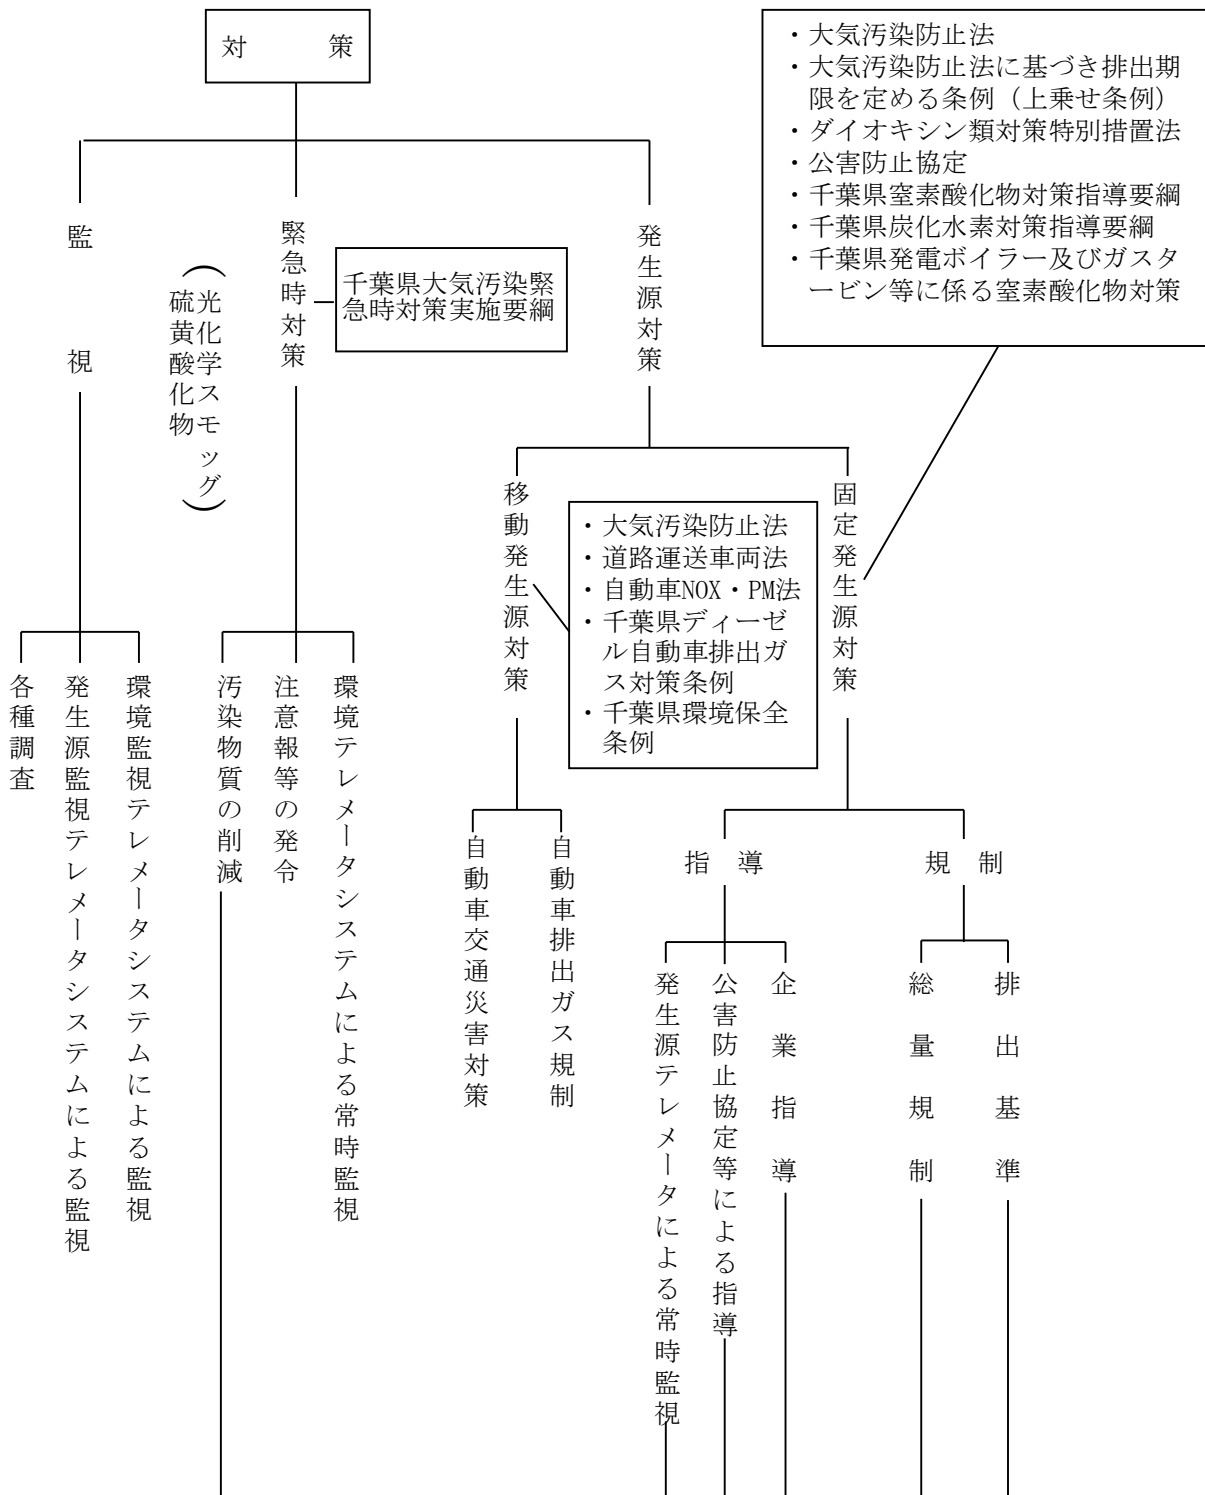 対　　　策
・大気汚染防止法
・大気汚染防止法に基づき排出期
限を定める条例（上乗せ条例）
・ダイオキシン類対策特別措置法
・公害防止協定
・千葉県窒素酸化物対策指導要綱
・千葉県炭化水素対策指導要綱
・千葉県発電ボイラー及びガスタ
ービン等に係る窒素酸化物対策
監　　視
緊急時対策
（光化学スモッグ
硫黄酸化物）
千葉県大気汚染緊
急時対策実施要綱
発生源対策
移動発生源対策
・大気汚染防止法
・道路運送車両法
・自動車NOX・PM法
・千葉県ディーゼ
ル自動車排出ガ
ス対策条例
・千葉県環境保全
条例
固定発生源対策
各種調査
発生源監視テレメータシステムによる監視
環境監視テレメータシステムによる監視
汚染物質の削減
注意報等の発令
環境テレメータシステムによる常時監視
自動車交通災害対策
自動車排出ガス規制
指　導
規　制
発生源テレメータによる常時監視
公害防止協定等による指導
企　業　指　導
総　量　規　制
排　出　基　準